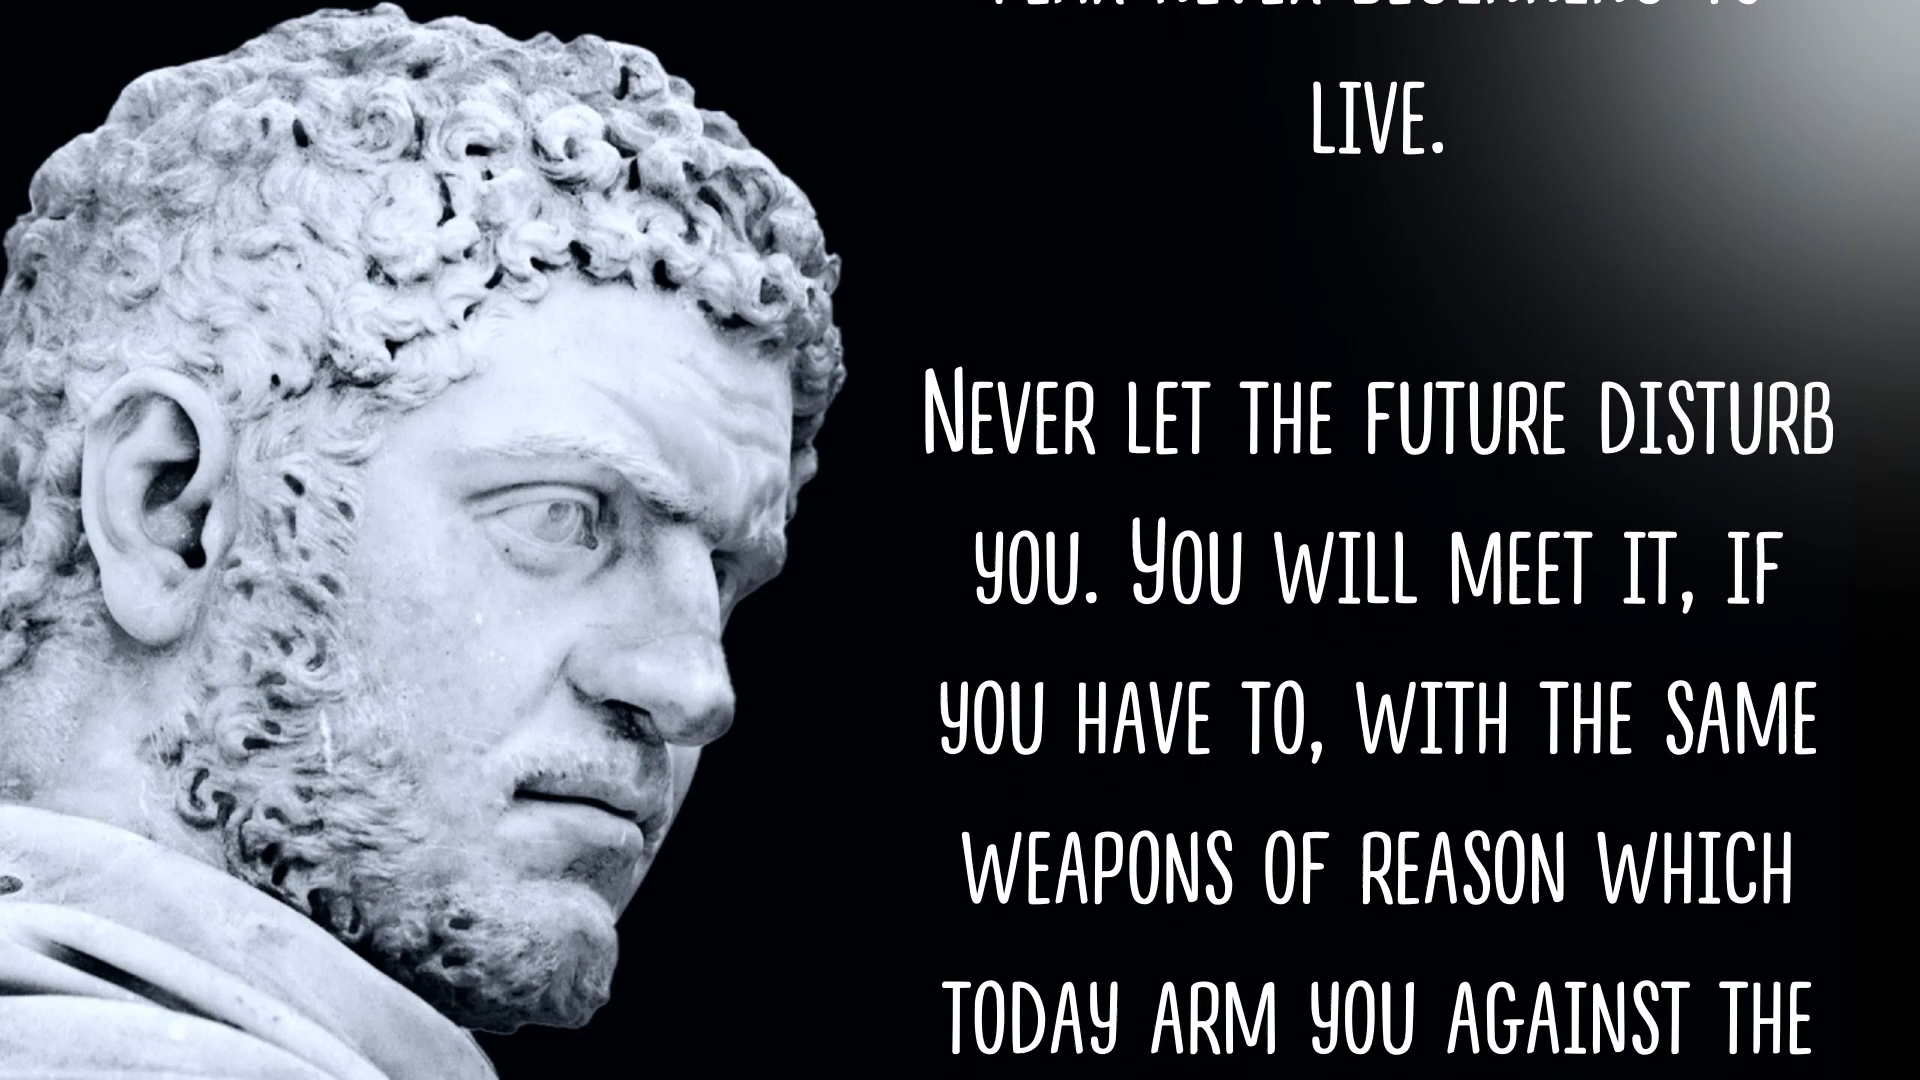 LIVE.
NEVER LET THE FUTURE DISTURB
YOU. YOU WILL MEET IT, IF
YOU HAVE TO, WITH THE SAME
WEAPONS OF REASON WHICH
TODAY ARM YOU AGAINST THE